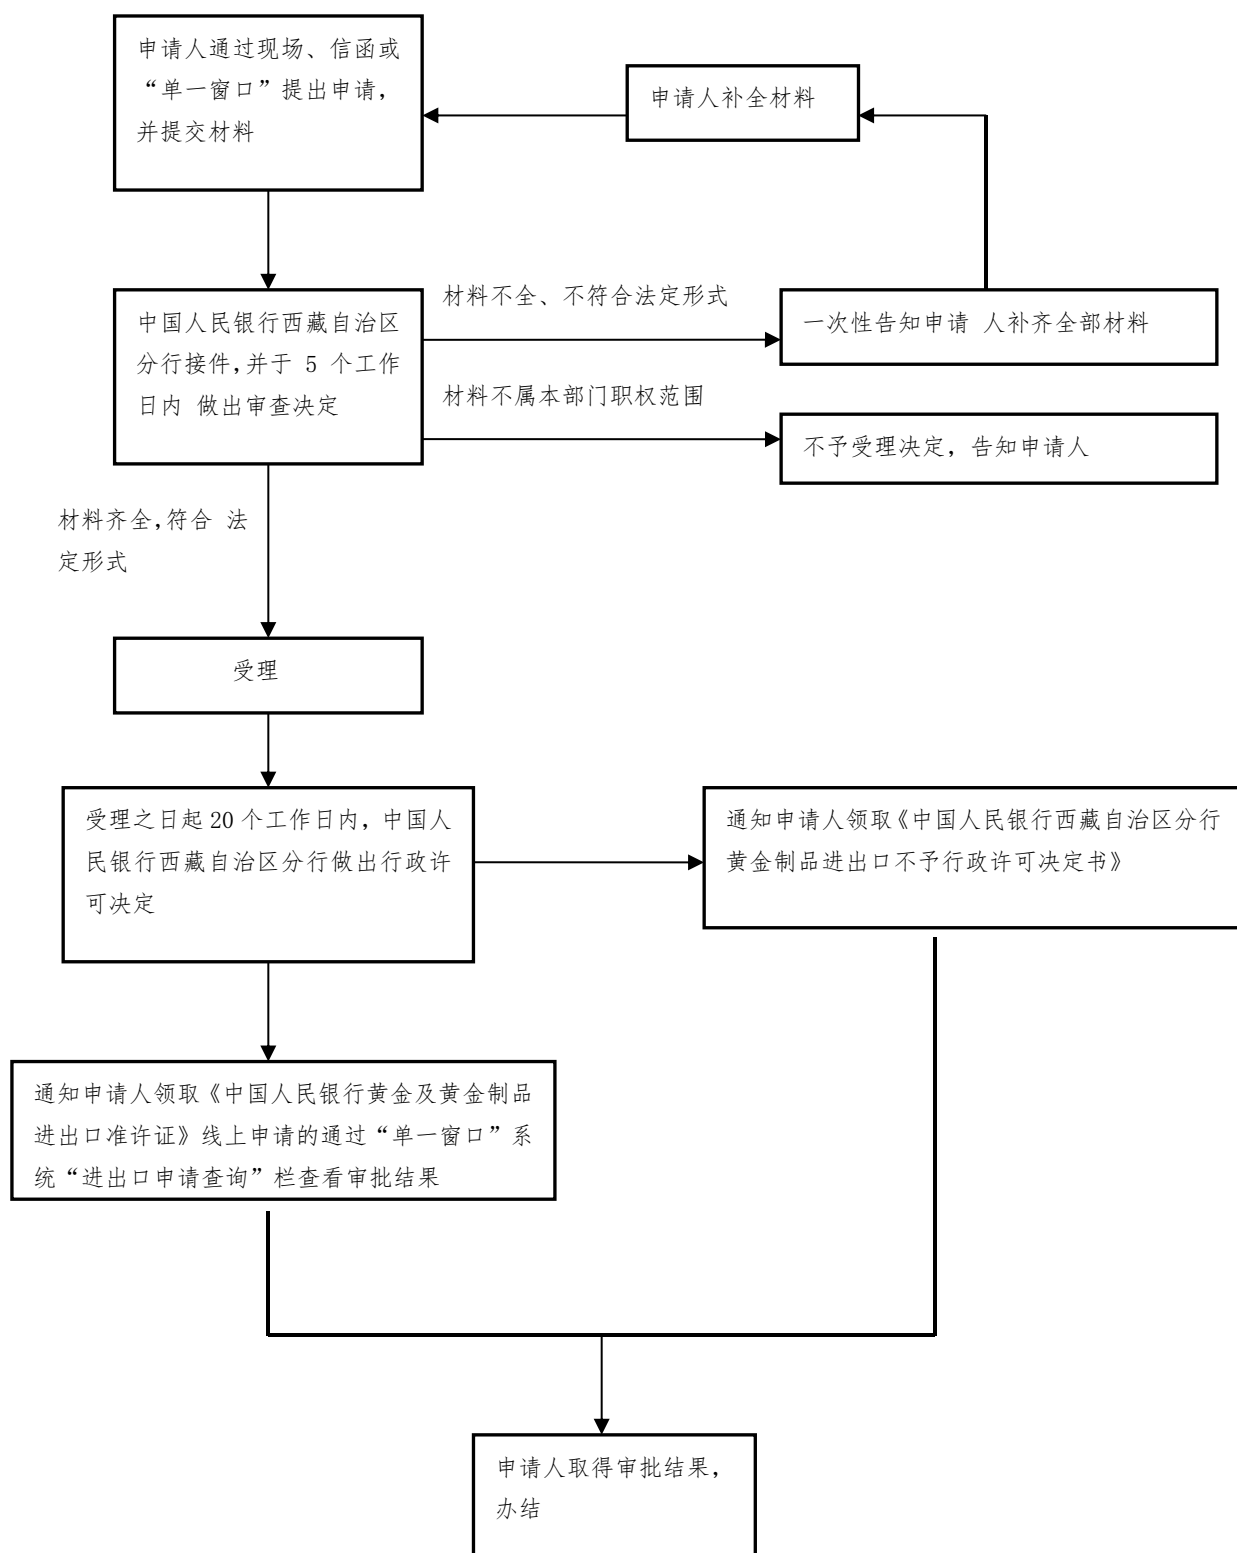 申请人通过现场、信函或
“单一窗口”提出申请，
并提交材料
申请人补全材料
中国人民银行西藏自治区
分行接件,并于 5 个工作
日内 做出审查决定
材料不全、不符合法定形式
一次性告知申请 人补齐全部材料
材料不属本部门职权范围
不予受理决定，告知申请人
材料齐全,符合 法
定形式
受理
受理之日起 20 个工作日内，中国人
民银行西藏自治区分行做出行政许
可决定
通知申请人领取《中国人民银行西藏自治区分行
黄金制品进出口不予行政许可决定书》
通知申请人领取《中国人民银行黄金及黄金制品
进出口准许证》线上申请的通过“单一窗口”系
统“进出口申请查询”栏查看审批结果
申请人取得审批结果，
办结